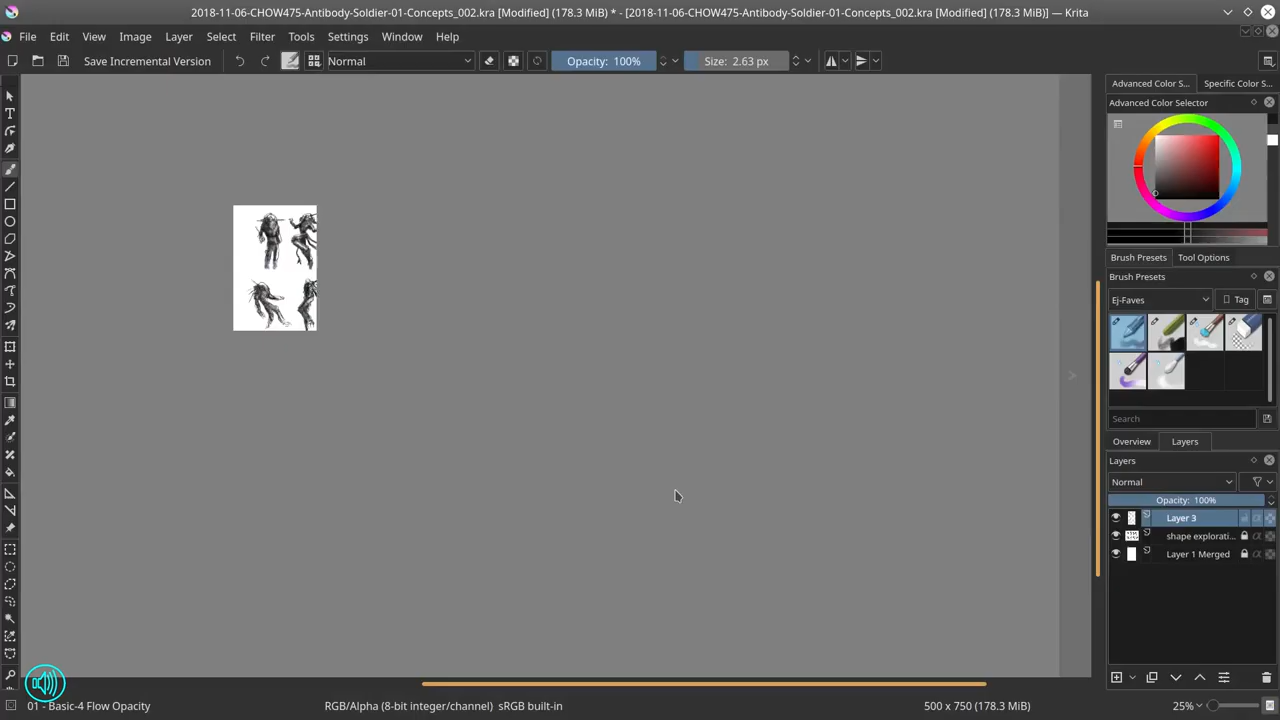 2018-11-06-CHOW475-Antibody-Soldier-01-Concepts_002.kra [Modified] (178.3 MiB) * - [2018-11-06-CHOW475-Antibody-Soldier-01-Concepts_002.kra [Modified] (178.3 MiB)] — Krita
File Edit View Image Layer Select Filter Tools Settings Window Help
Save Incremental Version Normal Opacity: 100% Size: 2.63 px
Advanced Color S... Specific Color S...
Advanced Color Selector
Brush Presets Tool Options
Brush Presets
Ej-Faves Tag
Search
Overview Layers
Layers
Normal
Opacity: 100%
Layer 3
shape explorati...
Layer 1 Merged
01 - Basic-4 Flow Opacity RGB/Alpha (8-bit integer/channel) sRGB built-in 500 x 750 (178.3 MiB) 25%